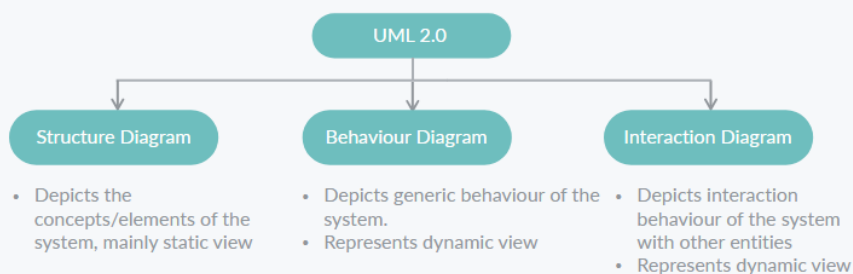 UML 2.0
Structure Diagram
Behaviour Diagram
Interaction Diagram
• Depicts the
concepts/elements of the
system, mainly static view
• Depicts generic behaviour of the
system.
• Represents dynamic view
• Depicts interaction
behaviour of the system
with other entities
• Represents dynamic view